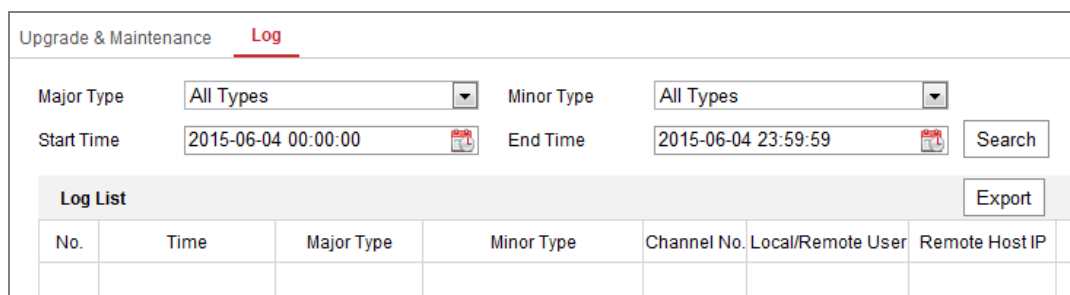 Upgrade & Maintenance Log
Major Type All Types Minor Type All Types
Start Time 2015-06-04 00:00:00 End Time 2015-06-04 23:59:59 Search
Log List Export
No. Time Major Type Minor Type Channel No. Local/Remote User Remote Host IP